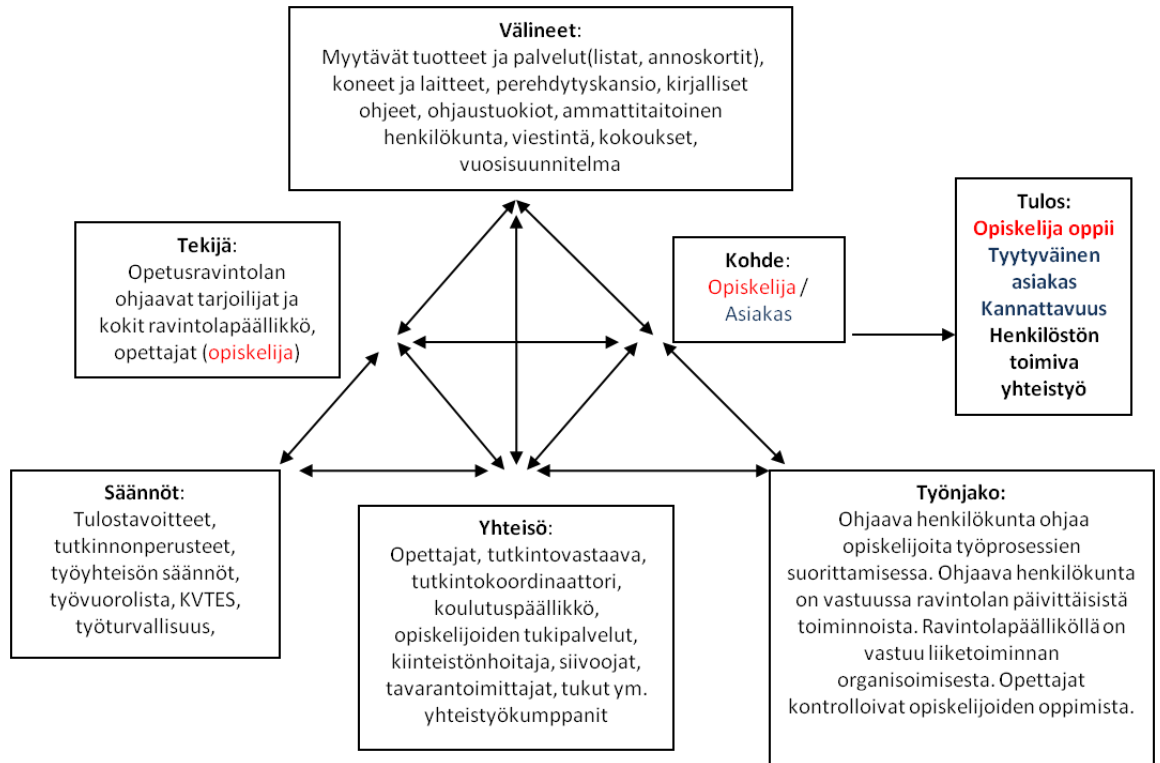 Välineet:
Myytävät tuotteet ja palvelut(listat, annoskortit),
koneet ja laitteet, perehdytyskansio, kirjalliset
ohjeet, ohjaustuokiot, ammattitaitoinen
henkilökunta, viestintä, kokoukset,
vuosisuunnitelma
Tekijä:
Opetusravintolan
ohjaavat tarjoilijat ja
kokit ravintolapäällikkö,
opettajat (opiskelija)
Kohde:
Opiskelija /
Asiakas
Tulos:
Opiskelija oppii
Tyytyväinen
asiakas
Kannattavuus
Henkilöstön
toimiva
yhteistyö
Säännöt:
Tulostavoitteet,
tutkinnonperusteet,
työyhteisön säännöt,
työvuorolista, KVTES,
työturvallisuus,
Yhteisö:
Opettajat, tutkintovastaava,
tutkintokoordinaattori,
koulutuspäällikkö,
opiskelijoiden tukipalvelut,
kiinteistönhoitaja, siivoojat,
tavarantoimittajat, tukut ym.
yhteistyökumppanit
Työnjako:
Ohjaava henkilökunta ohjaa
opiskelijoita työprosessien
suorittamisessa. Ohjaava henkilökunta
on vastuussa ravintolan päivittäisistä
toiminnoista. Ravintolapäälliköllä on
vastuu liiketoiminnan
organisoimisesta. Opettajat
kontrolloivat opiskelijoiden oppimista.